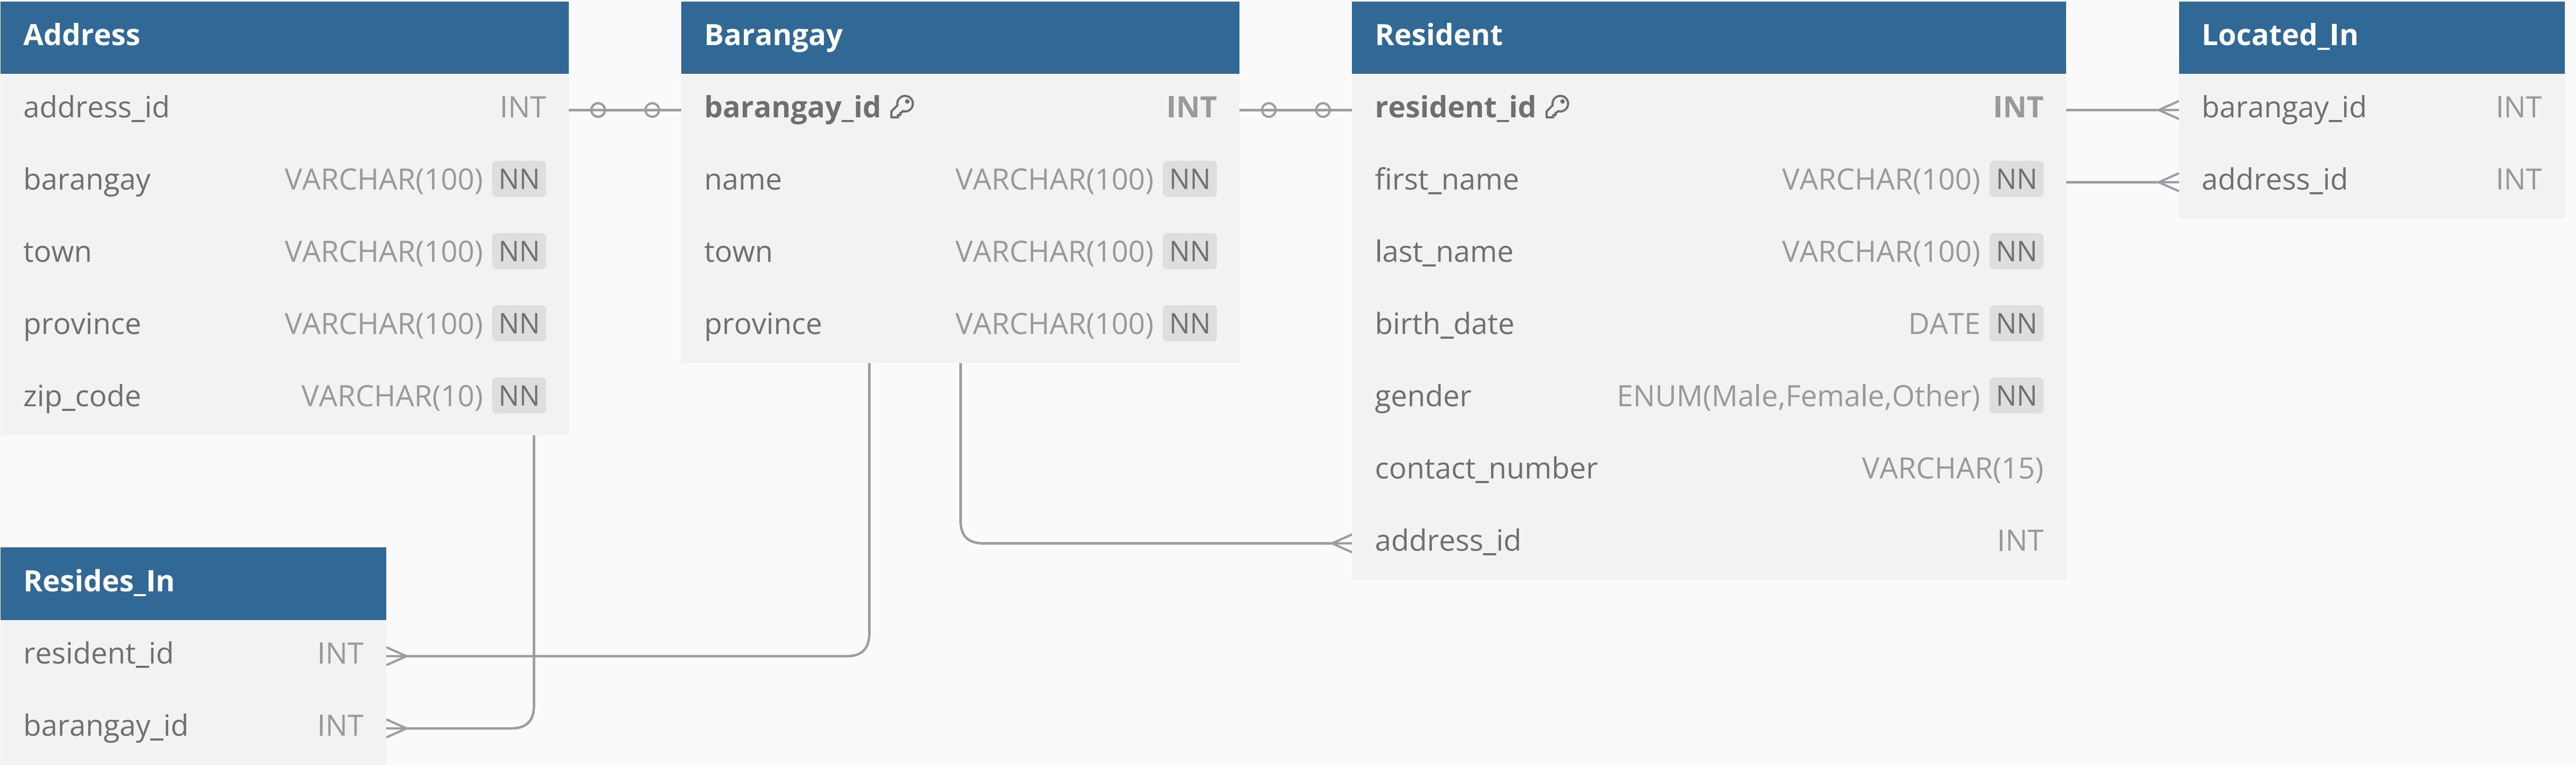 Address
address_id INT
barangay VARCHAR(100) NN
town VARCHAR(100) NN
province VARCHAR(100) NN
zip_code VARCHAR(10) NN
Barangay
barangay_id INT
name VARCHAR(100) NN
town VARCHAR(100) NN
province VARCHAR(100) NN
Resident
resident_id INT
first_name VARCHAR(100) NN
last_name VARCHAR(100) NN
birth_date DATE NN
gender ENUM(Male,Female,Other) NN
contact_number VARCHAR(15)
address_id INT
Located_In
barangay_id INT
address_id INT
Resides_In
resident_id INT
barangay_id INT